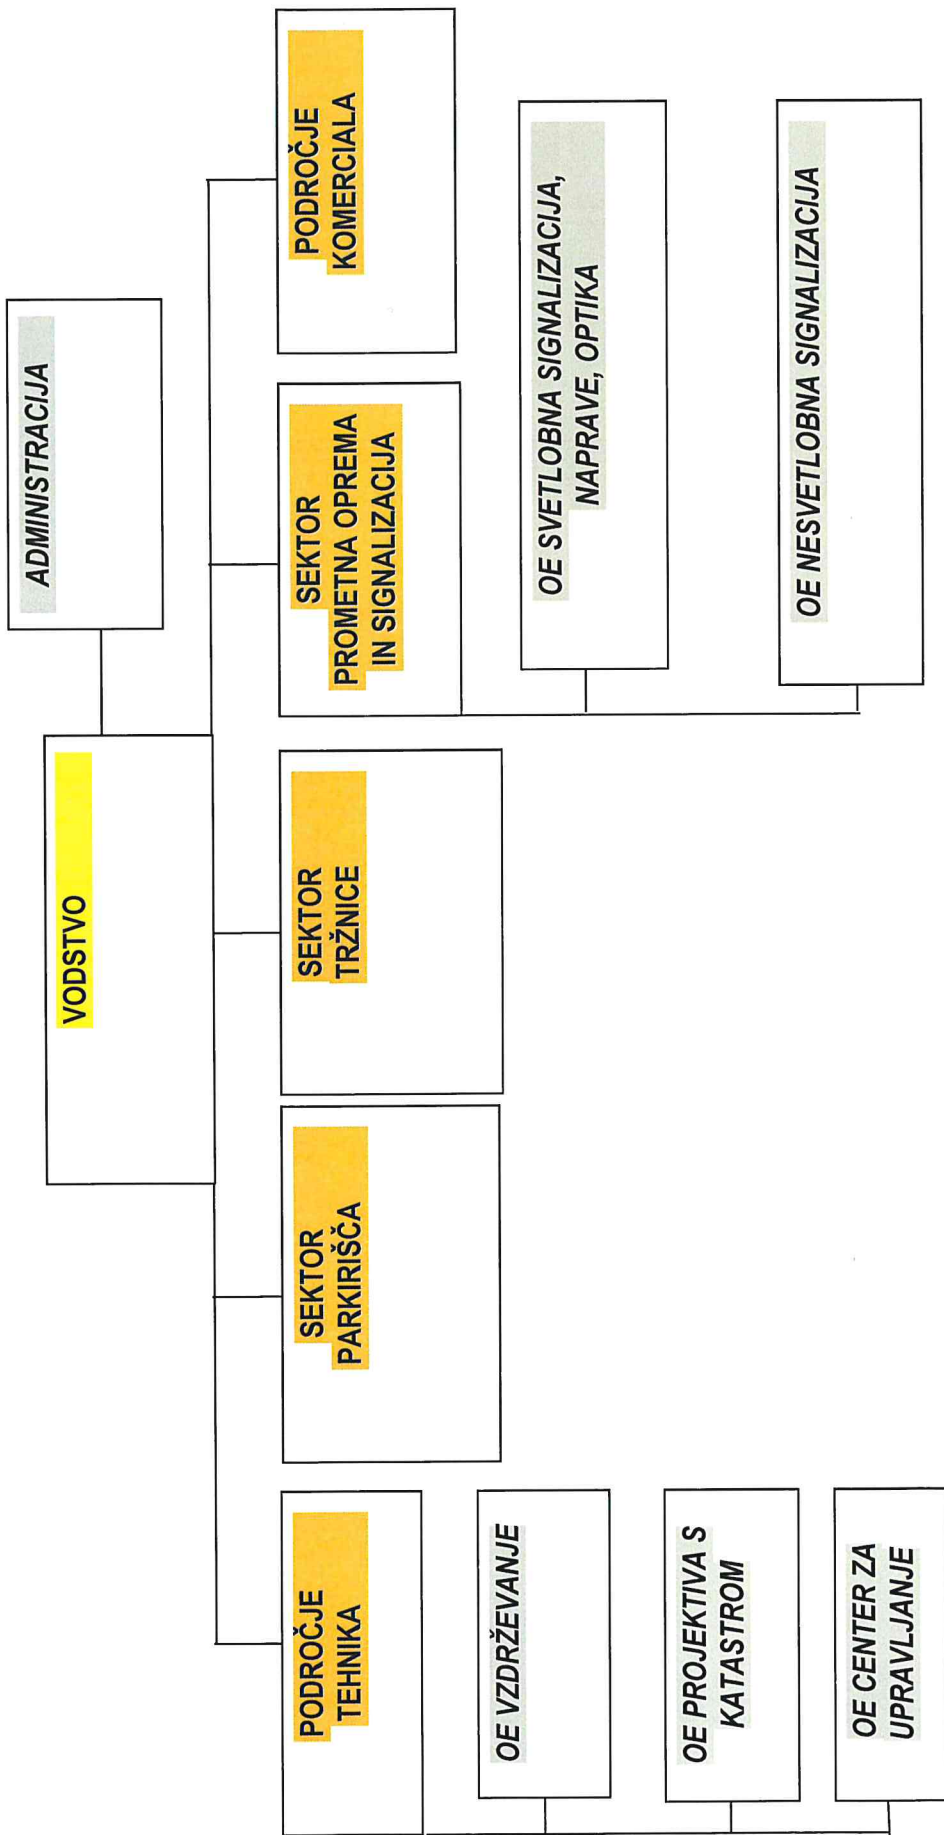 VODSTVO
ADMINISTRACIJA
PODROČJE
TEHNIKA
SEKTOR
PARKIRIŠČA
SEKTOR
TRŽNICE
SEKTOR
PROMETNA OPREMA
IN SIGNALIZACIJA
PODROČJE
KOMERCIALA
OE VZDRŽEVANJE
OE PROJEKTIVA S
KATASTROM
OE CENTER ZA
UPRAVLJANJE
OE SVETLOBNA SIGNALIZACIJA,
NAPRAVE, OPTIKA
OE NESVETLOBNA SIGNALIZACIJA